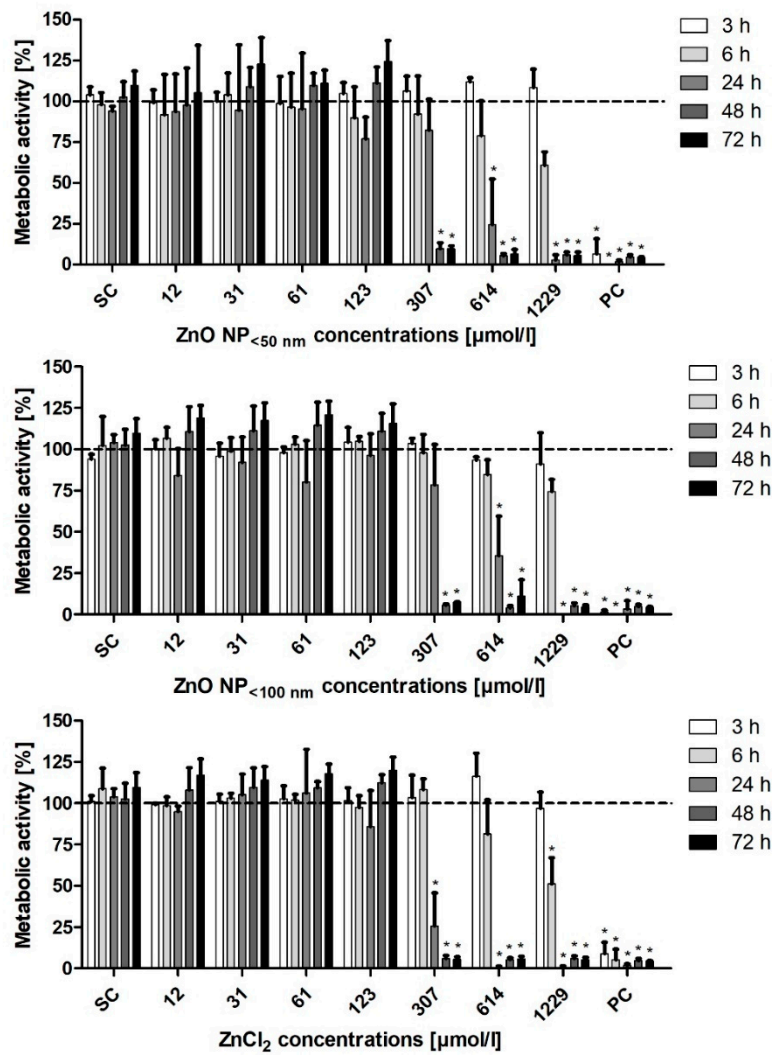 Metabolic activity [%]
150
125
100
75
50
25
0
3 h
6 h
24 h
48 h
72 h
* * * * * * * * * * * * * *
SC 12 31 61 123 307 614 1229 PC
ZnO NP<50 nm concentrations [µmol/l]
Metabolic activity [%]
150
125
100
75
50
25
0
3 h
6 h
24 h
48 h
72 h
* * * * * * * * * * * * *
SC 12 31 61 123 307 614 1229 PC
ZnO NP<100 nm concentrations [µmol/l]
Metabolic activity [%]
150
125
100
75
50
25
0
3 h
6 h
24 h
48 h
72 h
* * * * * * * * * * * * * * *
SC 12 31 61 123 307 614 1229 PC
ZnCl2 concentrations [µmol/l]